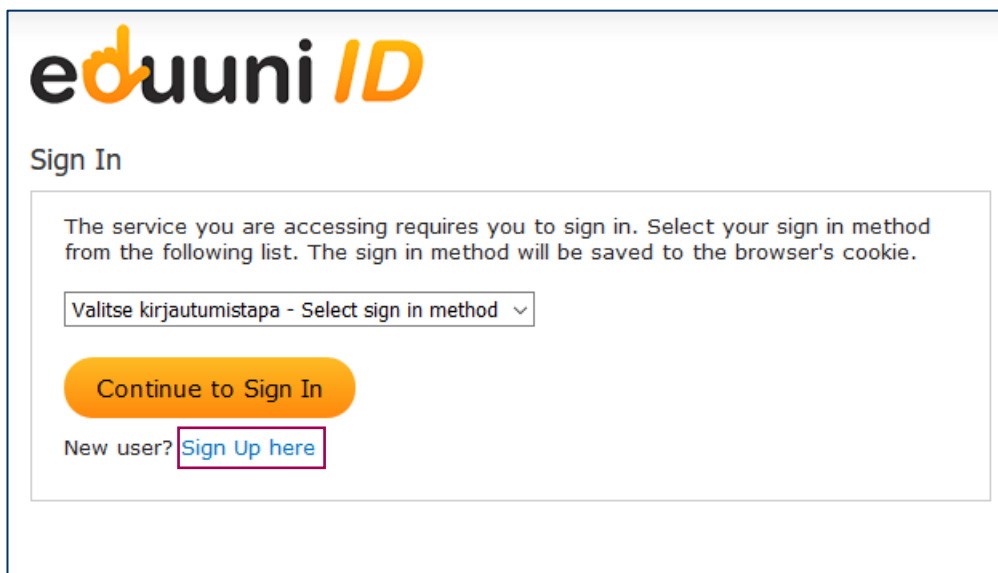 eduuni ID
Sign In
The service you are accessing requires you to sign in. Select your sign in method
from the following list. The sign in method will be saved to the browser's cookie.
Valitse kirjautumistapa - Select sign in method
Continue to Sign In
New user? Sign Up here